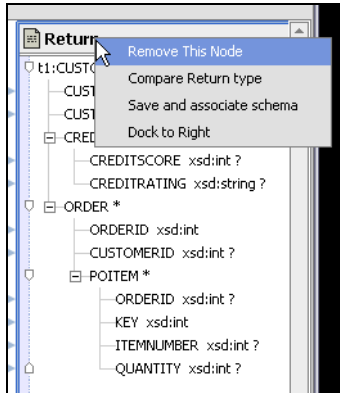 Return
Remove This Node
Compare Return type
Save and associate schema
Dock to Right
t1:CUSTO
CUST
CUST
CRED
CREDITSCORE xsd:int ?
CREDITRATING xsd:string ?
ORDER *
ORDERID xsd:int
CUSTOMERID xsd:int ?
POITEM *
ORDERID xsd:int ?
KEY xsd:int
ITEMNUMBER xsd:int ?
QUANTITY xsd:int ?